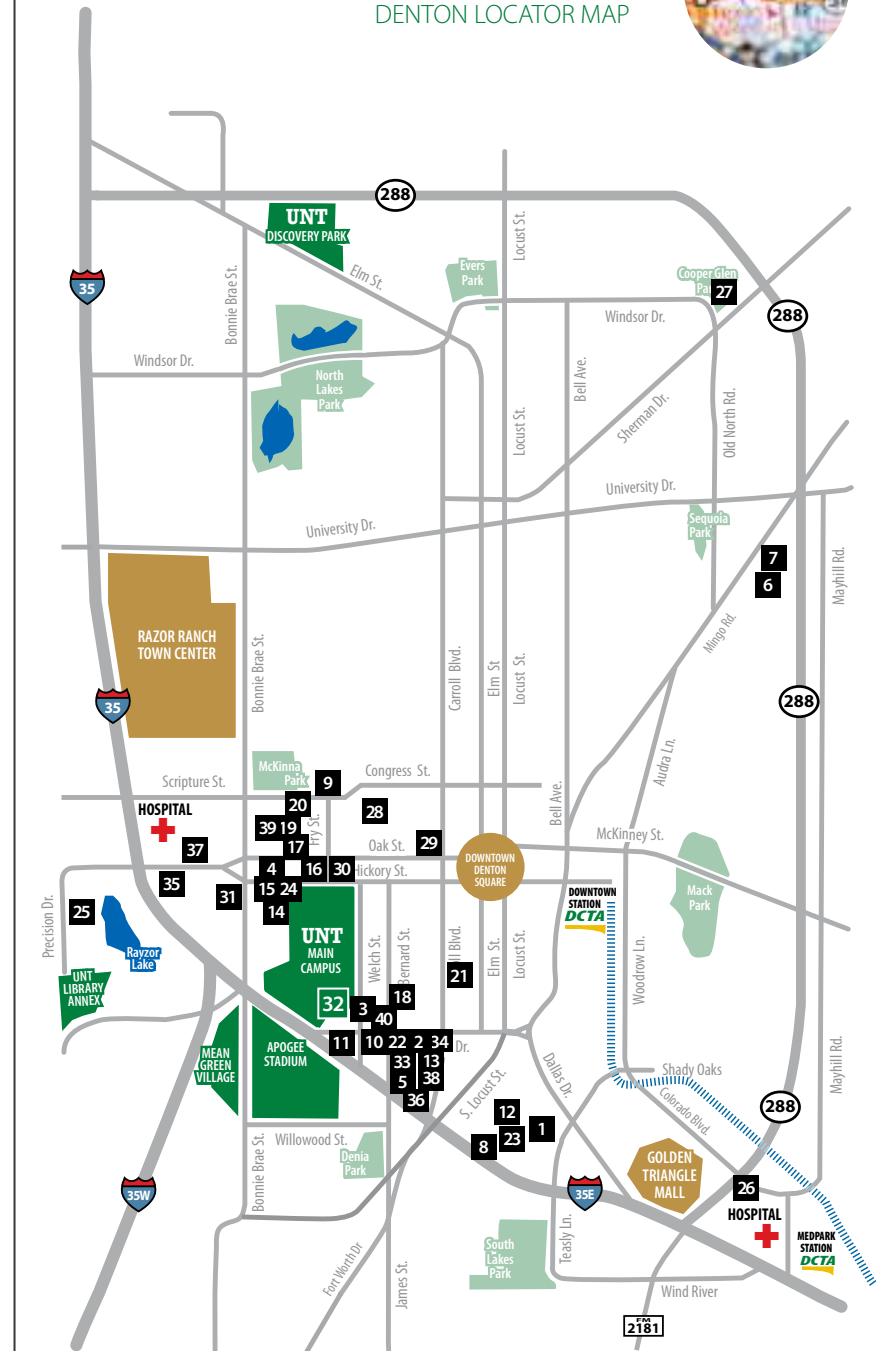 DENTON LOCATOR MAP
288
UNT
DISCOVERY PARK
Locust St.
Evers
Park
Cooper Glen
27
35
Bonnie Brae St.
Elm St.
288
Windsor Dr.
Windsor Dr.
Bell Ave.
North
Lakes
Park
Old North Rd.
Sherman Dr.
Locust St.
University Dr.
University Dr.
Sequoia
Park
7
6
Mayhill Rd.
RAZOR RANCH
TOWN CENTER
Mingo Rd.
Bonnie Brae St.
Carroll Blvd.
Elm St
Locust St.
35
288
Audra Ln.
McKinna
Park
Scripture St.
9
Congress St.
Bell Ave.
HOSPITAL
20
28
39
19
Fry St.
37
17
Oak St.
29
McKinney St.
4
16
30
Hickory St.
DOWNTOWN
DENTON
SQUARE
35
31
15
24
14
DOWNTOWN
STATION
DCTA
Mack
Park
Precision Dr.
25
Rayzor
Lake
UNT
MAIN
CAMPUS
Welch St.
Bernard St.
ll Blvd.
Elm St.
Locust St.
Woodrow Ln.
21
UNT
LIBRARY
ANNEX
32
3
18
40
11
10
22
2
34
Dr.
MEAN
GREEN
VILLAGE
APOGEE
STADIUM
33
13
5
38
36
Dallas Dr.
Shady Oaks
Mayhill Rd.
S. Locust St.
Colorado Blvd.
288
12
1
23
8
Willowood St.
Denia
Park
Bonnie Brae St.
GOLDEN
TRIANGLE
MALL
35W
35E
26
HOSPITAL
MEDPARK
STATION
DCTA
South
Lakes
Park
Teasly Ln.
Fort Worth Dr
James St.
Wind River
FM
2181